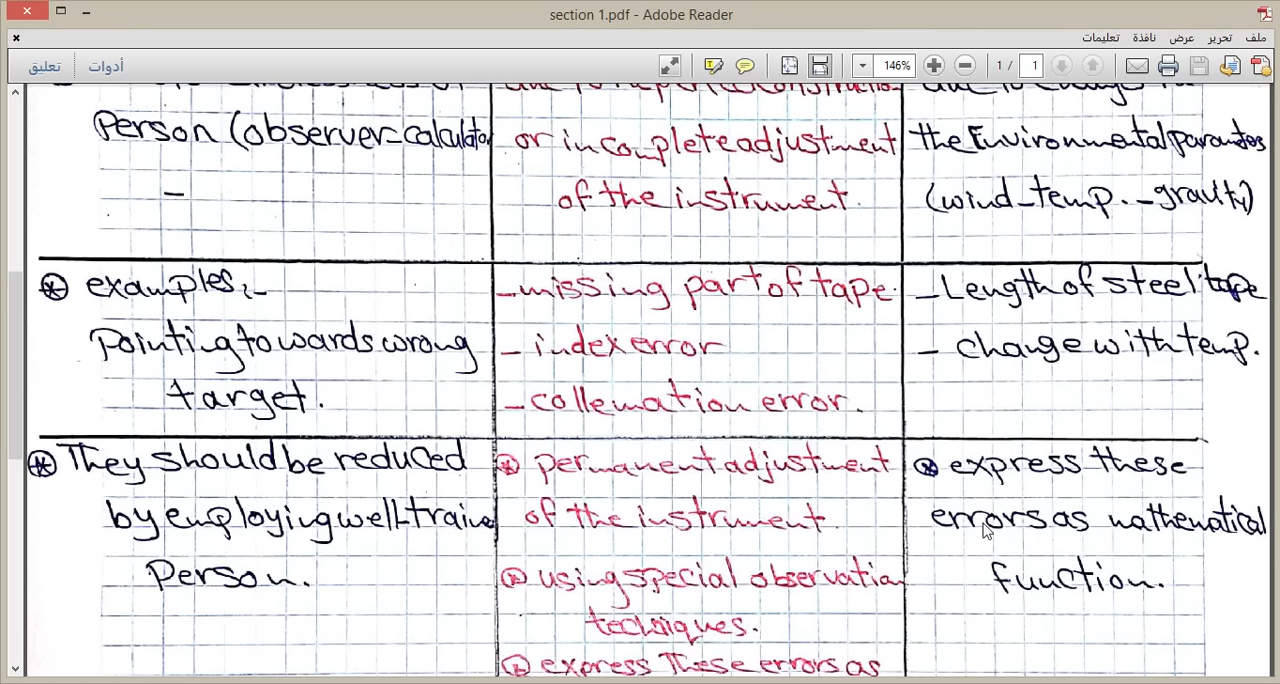 section 1.pdf - Adobe Reader
ملف تحرير عرض نافذة تعليمات
أدوات تعليق
146%
1 / 1
Person (observer-calculator
or incomplete adjustment
the Environmental parameters
-
of the instrument.
(wind-temp.-gravity)
examples:-
Pointing towards wrong
target.
-missing part of tape.
- index error
- collemation error.
- Length of steel tape
- change with temp.
They should be reduced
by employing well-trained
Person.
permanent adjustment
of the instrument.
using special observation
techniques.
express These errors as
express these
errors as mathematical
function.